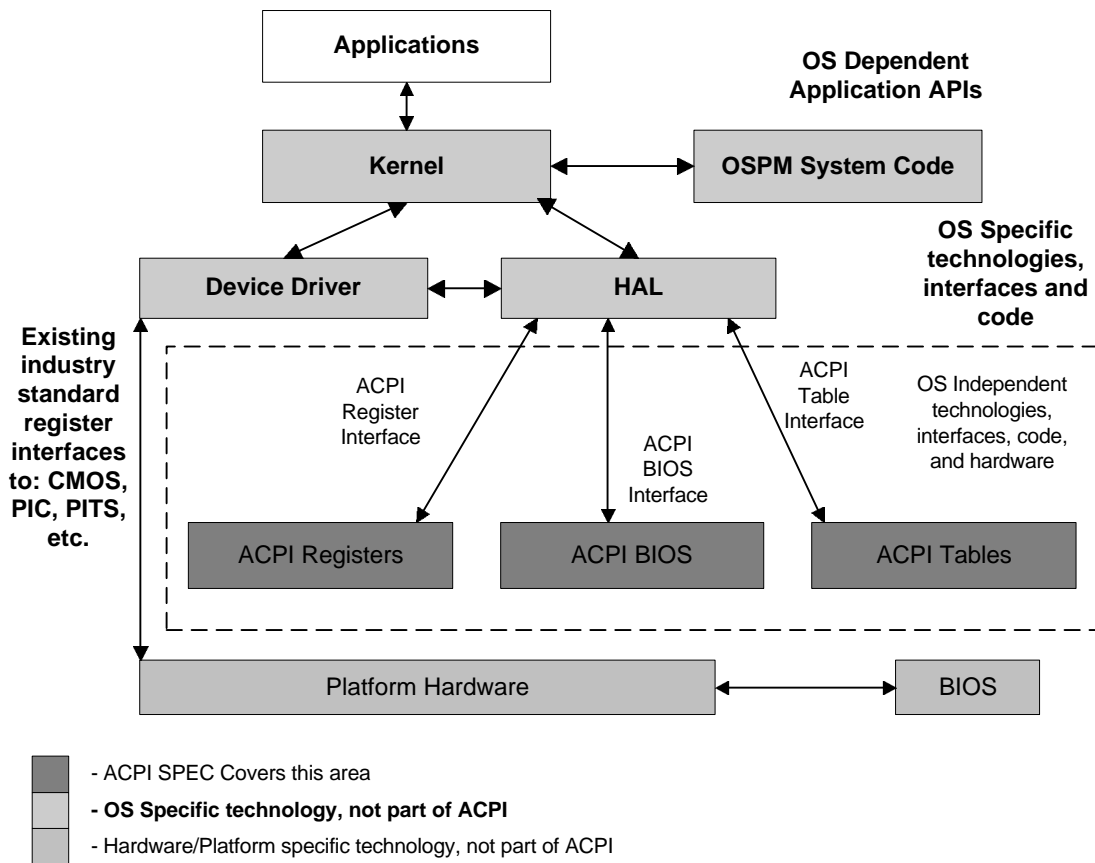 Applications
OS Dependent
Application APIs
Kernel
OSPM System Code
OS Specific
technologies,
interfaces and
code
Device Driver
HAL
Existing
industry
standard
register
interfaces
to: CMOS,
PIC, PITS,
etc.
ACPI
Register
Interface
ACPI
BIOS
Interface
ACPI
Table
Interface
OS Independent
technologies,
interfaces, code,
and hardware
ACPI Registers
ACPI BIOS
ACPI Tables
Platform Hardware
BIOS
- ACPI SPEC Covers this area
- OS Specific technology, not part of ACPI
- Hardware/Platform specific technology, not part of ACPI